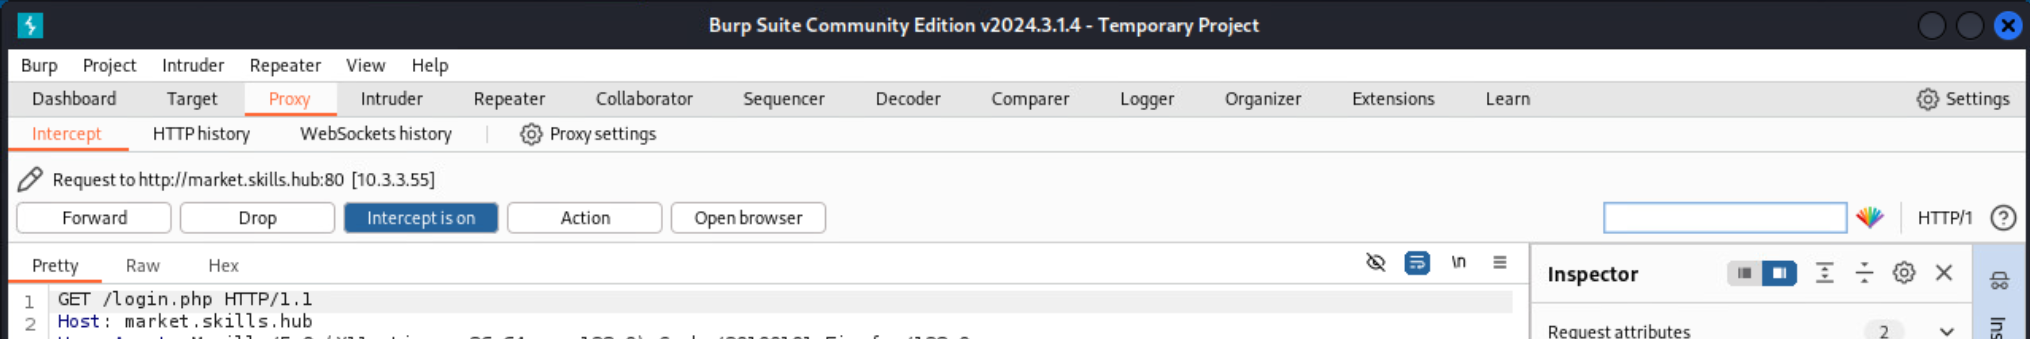 Burp Suite Community Edition v2024.3.1.4 - Temporary Project
Burp Project Intruder Repeater View Help
Dashboard Target Proxy Intruder Repeater Collaborator Sequencer Decoder Comparer Logger Organizer Extensions Learn Settings
Intercept HTTP history WebSockets history Proxy settings
Request to http://market.skills.hub:80 [10.3.3.55]
Forward Drop Intercept is on Action Open browser HTTP/1 ?
Pretty Raw Hex \n
Inspector
1 GET /login.php HTTP/1.1
2 Host: market.skills.hub
Request attributes 2
Ins